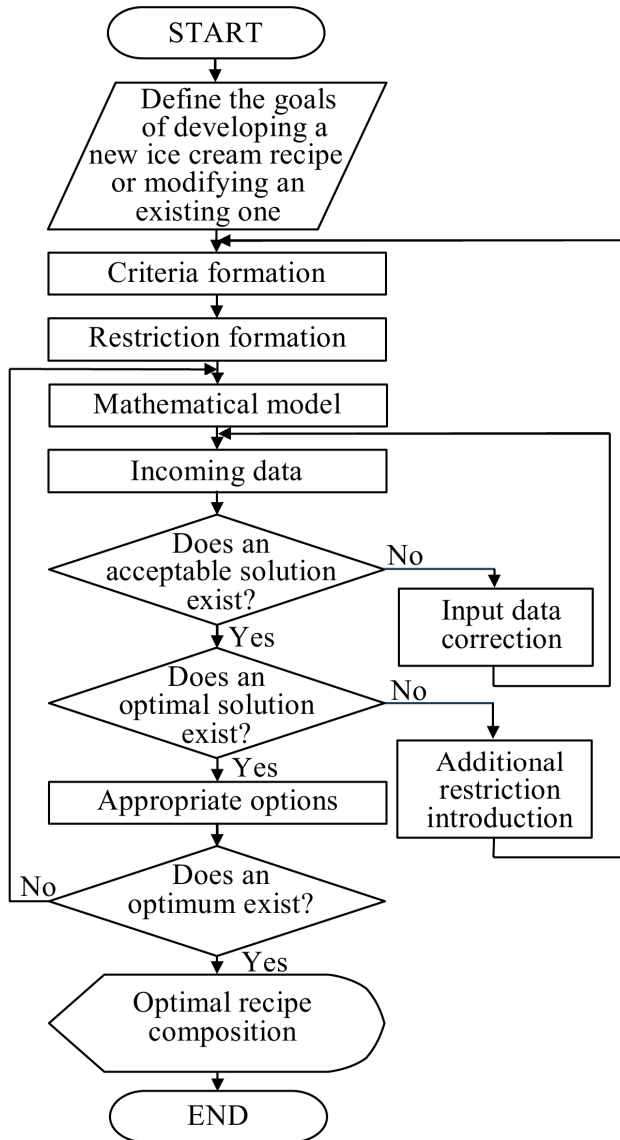 START
Define the goals
of developing a
new ice cream recipe
or modifying an
existing one
Criteria formation
Restriction formation
Mathematical model
Incoming data
Does an
acceptable solution
exist?
No
Input data
correction
Yes
Does an
optimal solution
exist?
No
Additional
restriction
introduction
Yes
Appropriate options
Does an
optimum exist?
No
Yes
Optimal recipe
composition
END